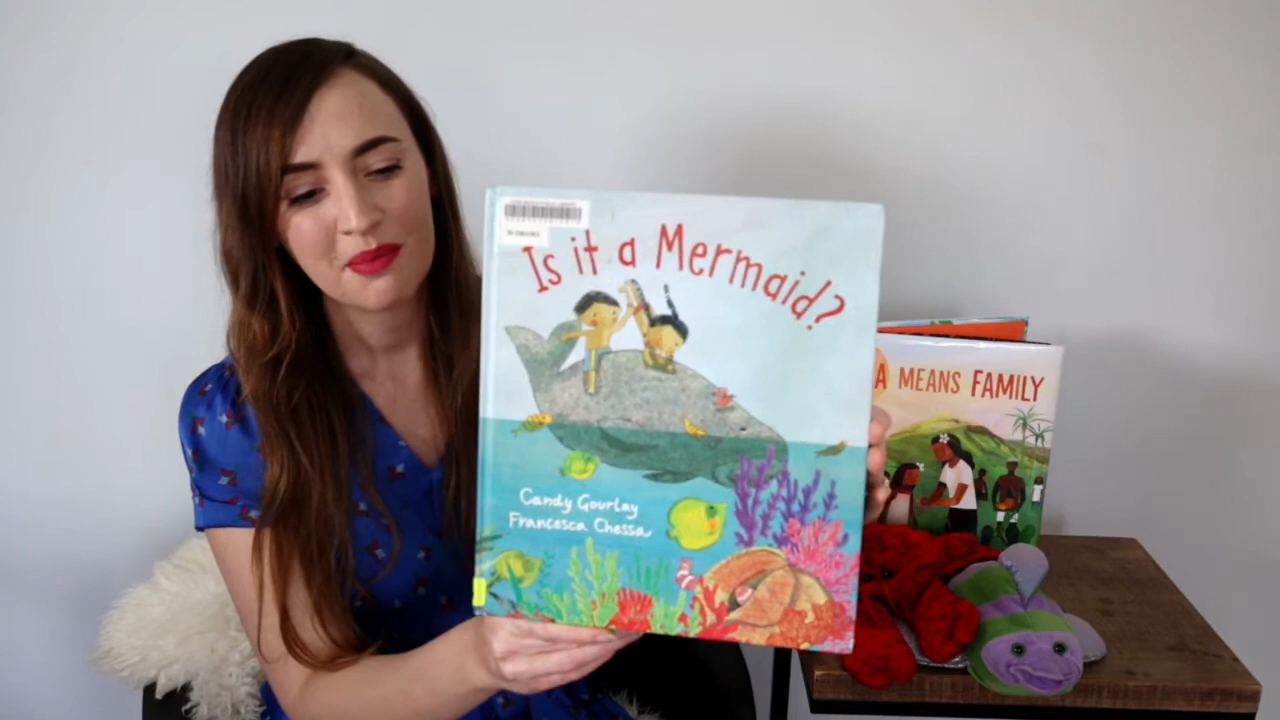 Is it a Mermaid?
Candy Gourlay
Francesca Chessa
A MEANS FAMILY